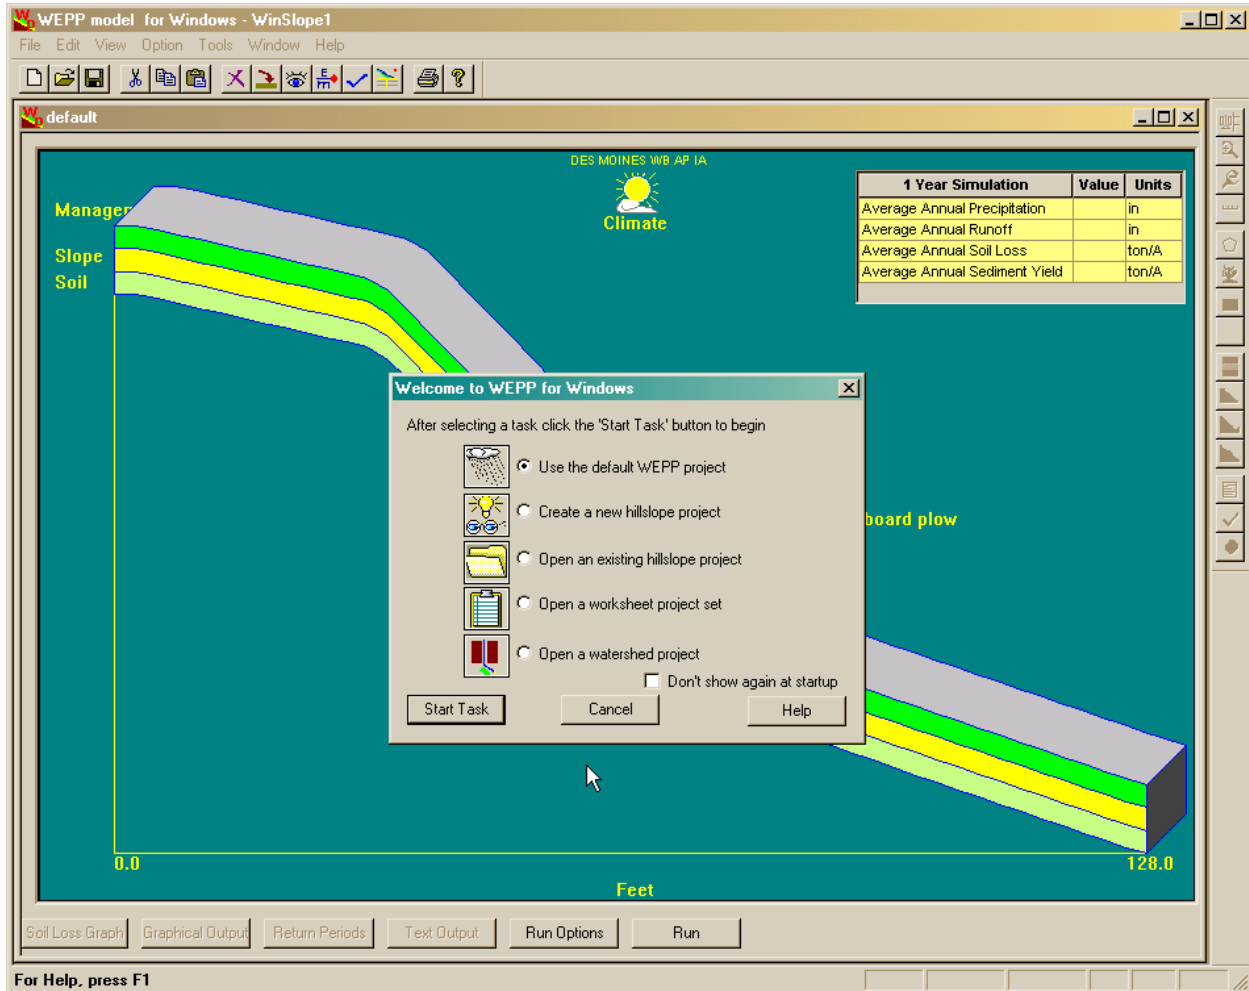 WEPP model for Windows - WinSlope1
File Edit View Option Tools Window Help
default
DES MOINES WB AP IA
Climate
1 Year Simulation Value Units
Average Annual Precipitation in
Average Annual Runoff in
Average Annual Soil Loss ton/A
Average Annual Sediment Yield ton/A
Manager
Slope
Soil
Welcome to WEPP for Windows
After selecting a task click the 'Start Task' button to begin
Use the default WEPP project
Create a new hillslope project
Open an existing hillslope project
Open a worksheet project set
Open a watershed project
Don't show again at startup
Start Task Cancel Help
board plow
0.0 128.0
Feet
Soil Loss Graph Graphical Output Return Periods Text Output Run Options Run
For Help, press F1